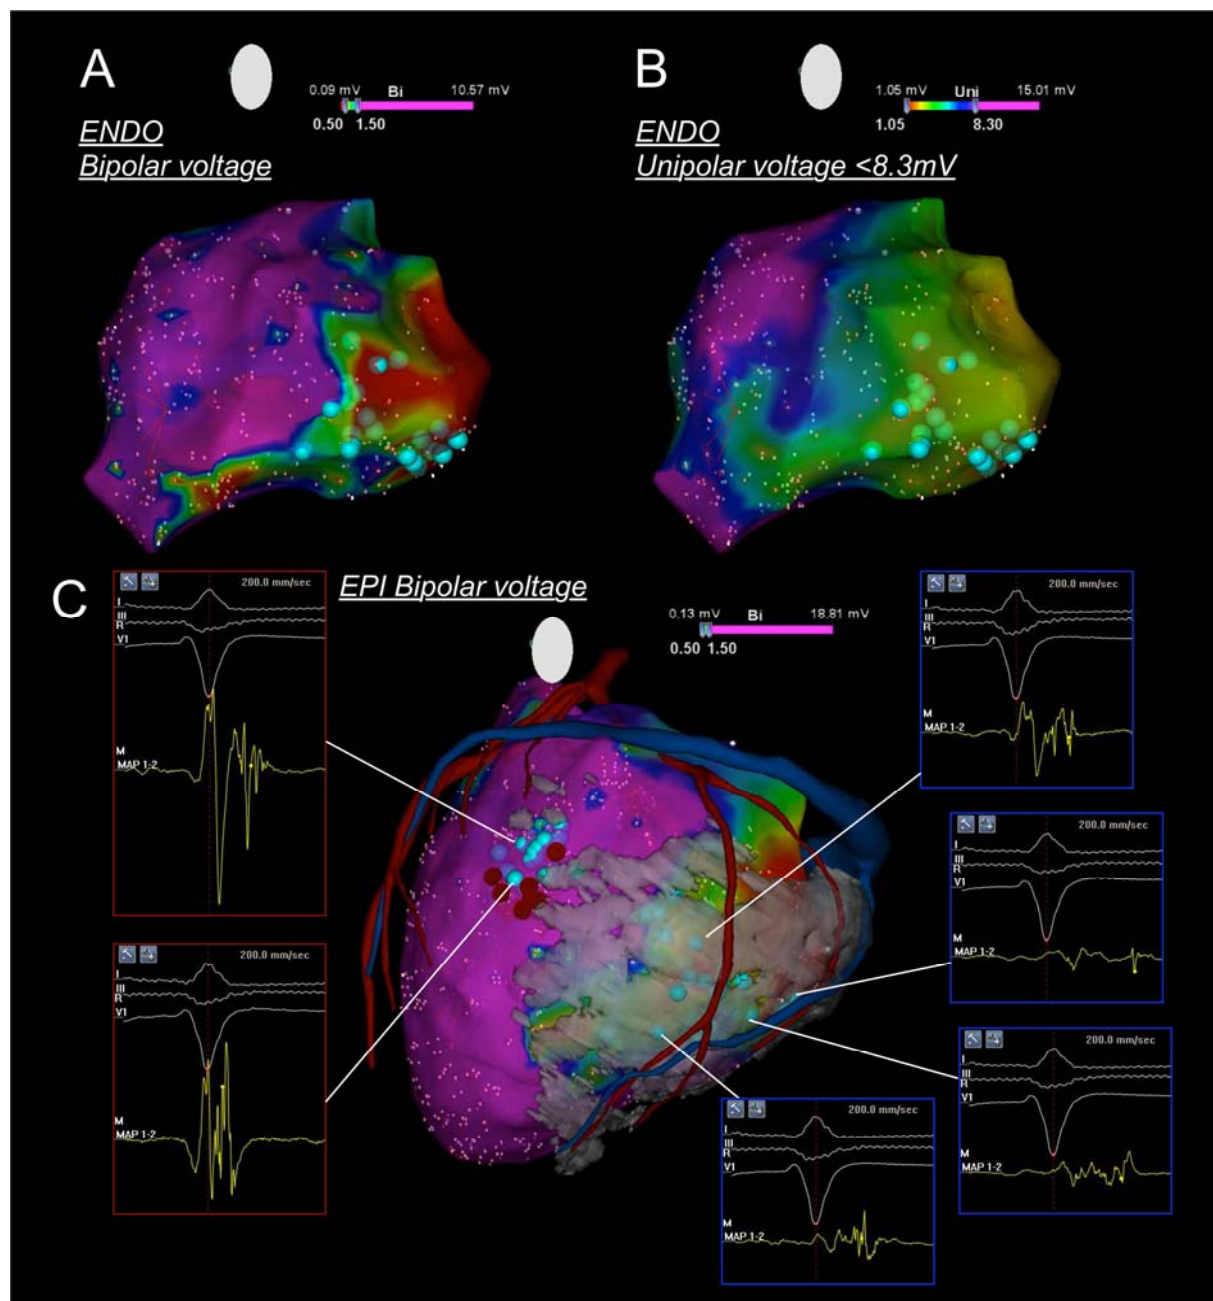 A
0.09 mV Bi 10.57 mV
0.50 1.50
ENDO
Bipolar voltage
B
1.05 mV Uni 15.01 mV
1.05 8.30
ENDO
Unipolar voltage <8.3mV
C
EPI Bipolar voltage
0.13 mV Bi 18.81 mV
0.50 1.50
200.0 mm/sec
I
III
R
V1
M
MAP 1-2
200.0 mm/sec
I
III
R
V1
M
MAP 1-2
200.0 mm/sec
I
III
R
V1
M
MAP 1-2
200.0 mm/sec
I
III
R
V1
M
MAP 1-2
200.0 mm/sec
I
III
R
V1
M
MAP 1-2
200.0 mm/sec
I
III
R
V1
M
MAP 1-2